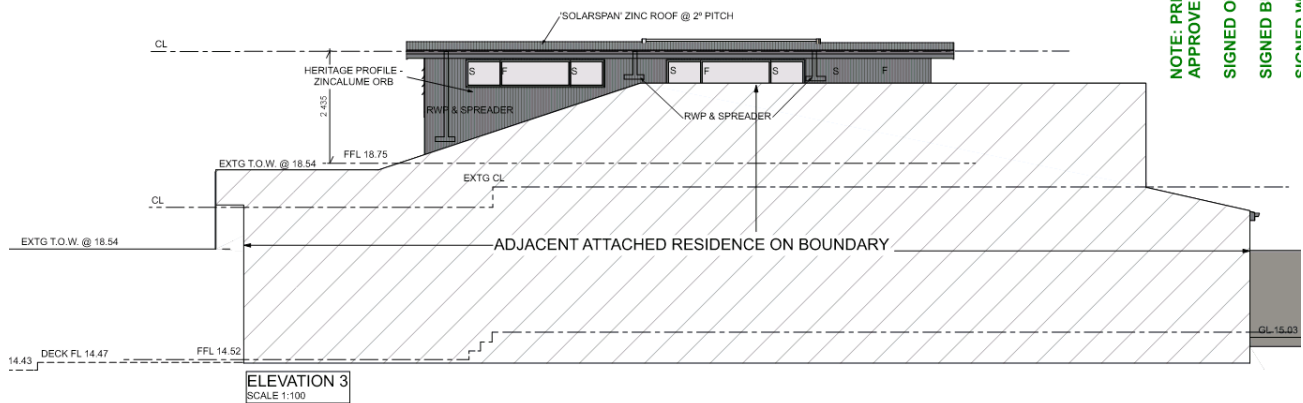 'SOLARSPAN' ZINC ROOF @ 2º PITCH
CL
HERITAGE PROFILE -
ZINCALUME ORB
S
F
S
S
F
S
S
F
RWP & SPREADER
RWP & SPREADER
2 435
FFL 18.75
EXTG T.O.W. @ 18.54
EXTG CL
CL
EXTG T.O.W. @ 18.54
ADJACENT ATTACHED RESIDENCE ON BOUNDARY
GL 15.03
14.43
DECK FL 14.47
FFL 14.52
ELEVATION 3
SCALE 1:100
NOTE: PRE
APPROVE
SIGNED O
SIGNED B
SIGNED W